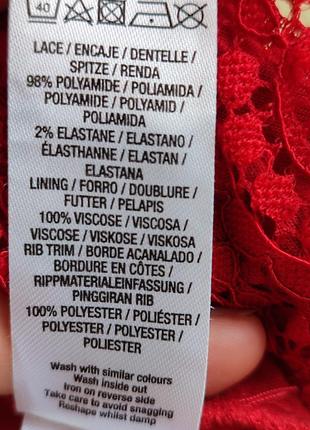 40
LACE / ENCAJE / DENTELLE /
SPITZE / RENDA
98% POLYAMIDE / POLIAMIDA /
POLYAMIDE / POLYAMID /
POLIAMIDA
2% ELASTANE / ELASTANO /
ÉLASTHANNE / ELASTAN /
ELASTANA
LINING / FORRO / DOUBLURE /
FUTTER / PELAPIS
100% VISCOSE / VISCOSA /
VISCOSE / VISKOSE / VISKOSA
RIB TRIM / BORDE ACANALADO /
BORDURE EN CÔTES /
RIPPMATERIALEINFASSUNG /
PINGGIRAN RIB
100% POLYESTER / POLIÉSTER /
POLYESTER / POLYESTER /
POLIESTER
Wash with similar colours
Wash inside out
Iron on reverse side
Take care to avoid snagging
Reshape whilst damp